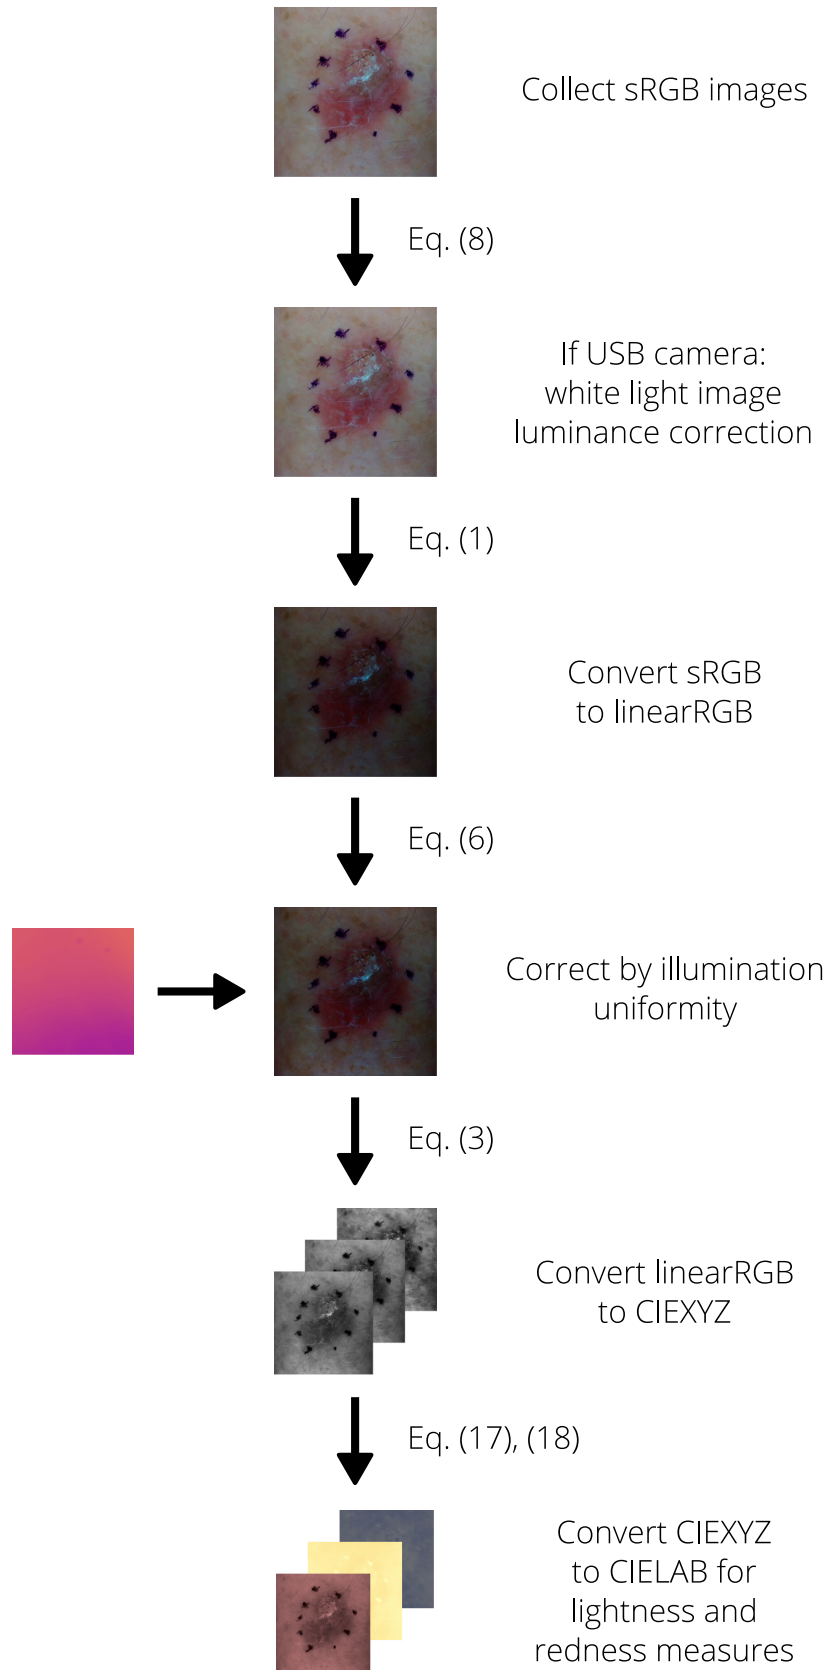 Collect sRGB images
Eq. (8)
If USB camera:
white light image
luminance correction
Eq. (1)
Convert sRGB
to linearRGB
Eq. (6)
Correct by illumination
uniformity
Eq. (3)
Convert linearRGB
to CIEXYZ
Eq. (17), (18)
Convert CIEXYZ
to CIELAB for
lightness and
redness measures